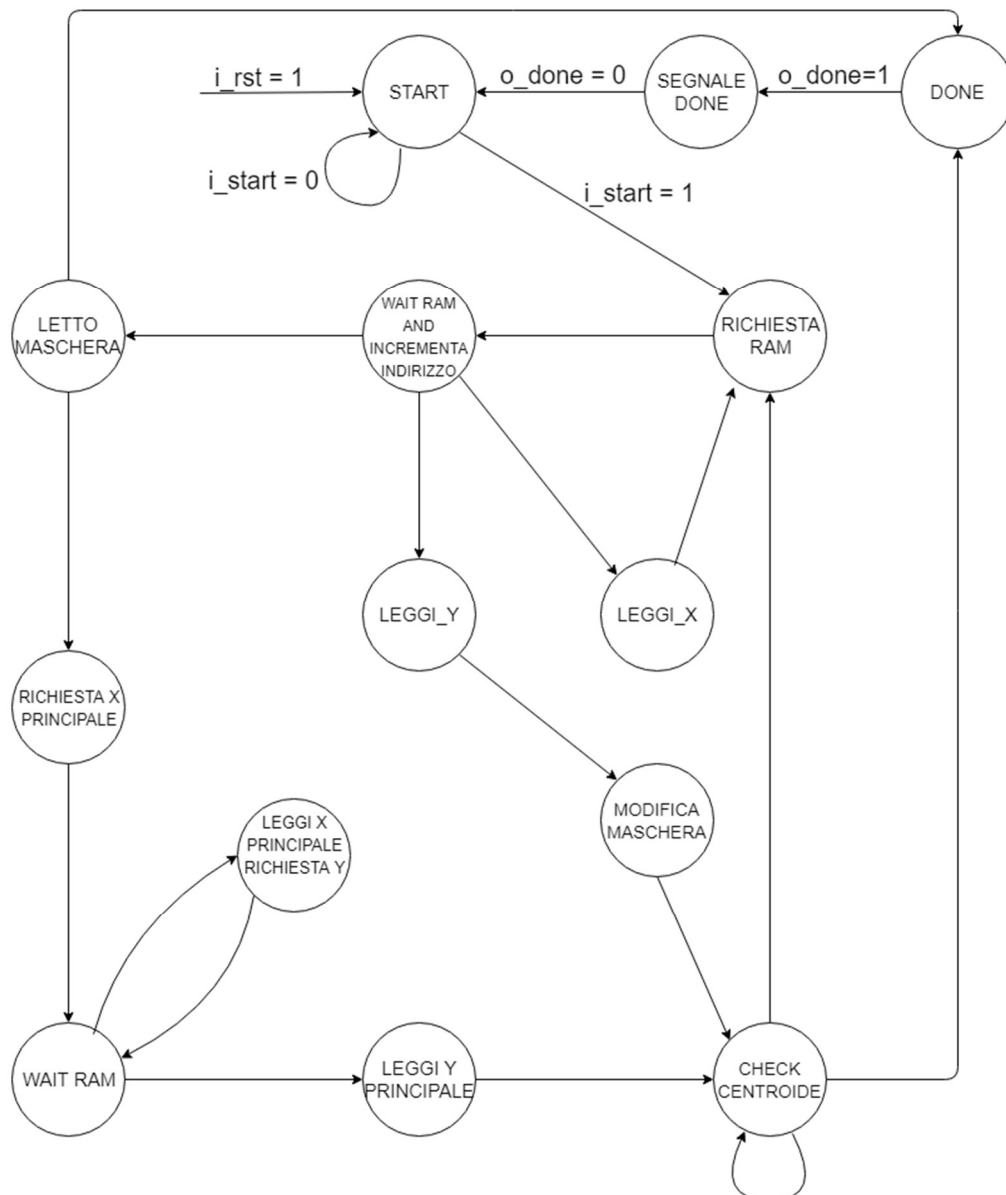 i_rst = 1
START
o_done = 0
SEGNALE
DONE
o_done=1
DONE
i_start = 0
i_start = 1
LETTO
MASCHERA
WAIT RAM
AND
INCREMENTA
INDIRIZZO
RICHIESTA
RAM
LEGGI_Y
LEGGI_X
RICHIESTA X
PRINCIPALE
MODIFICA
MASCHERA
LEGGI X
PRINCIPALE
RICHIESTA Y
WAIT RAM
LEGGI Y
PRINCIPALE
CHECK
CENTROIDE